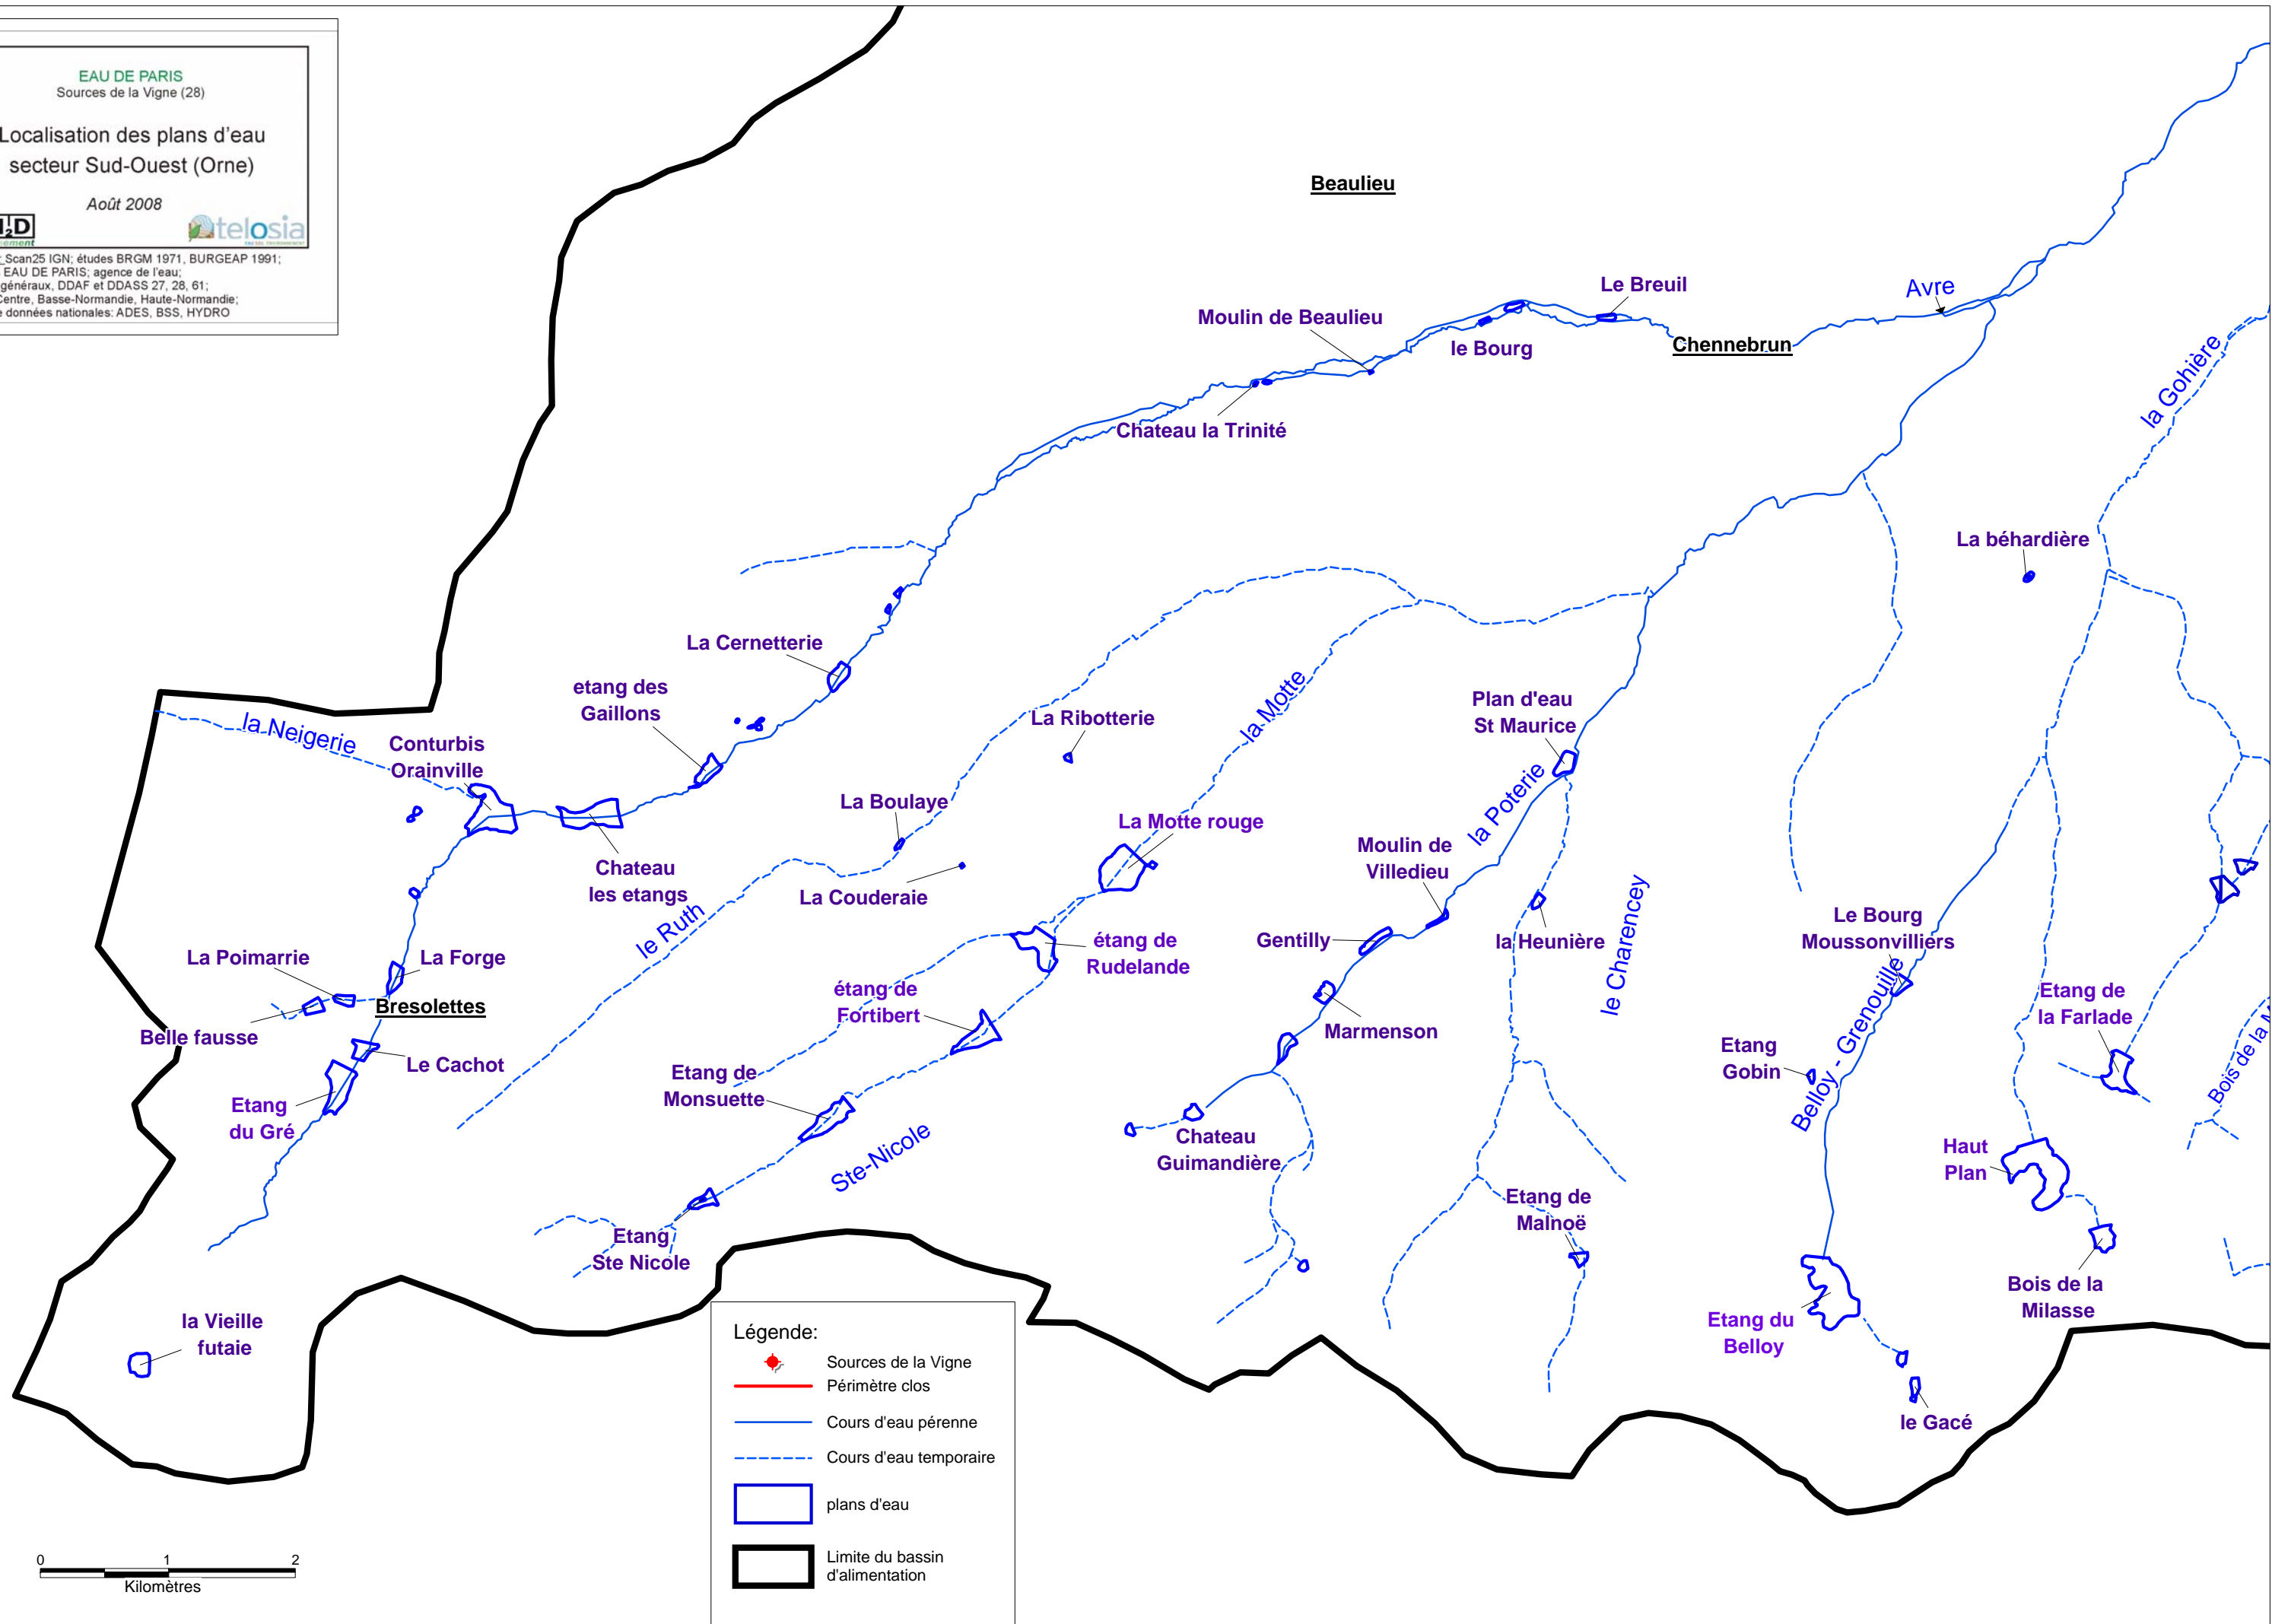 EAU DE PARIS
Sources de la Vigne (28)
Localisation des plans d'eau
secteur Sud-Ouest (Orne)
Août 2008
telosia
Scan25 IGN; études BRGM 1971, BURGEAP 1991;
EAU DE PARIS; agence de l'eau;
généraux, DDAF et DDASS 27, 28, 61;
Centre, Basse-Normandie, Haute-Normandie;
données nationales: ADES, BSS, HYDRO
Beaulieu
Le Breuil
Avre
Moulin de Beaulieu
le Bourg
Chennebrun
la Gohière
Chateau la Trinité
La béhardière
La Cernetterie
etang des
Gaillons
La Ribotterie
la Motte
Plan d'eau
St Maurice
la Neigerie
Conturbis
Orainville
La Boulaye
La Motte rouge
la Poterie
Moulin de
Villedieu
Chateau
les etangs
La Couderaie
le Ruth
étang de
Rudelande
Gentilly
la Heunière
le Charencey
Le Bourg
Moussonvilliers
La Poimarrie
La Forge
Bresolettes
étang de
Fortibert
Marmenson
Etang de
la Farlade
Belle fausse
Le Cachot
Etang de
Monsuette
Etang
Gobin
Belloy - Grenouille
Bois de la
Etang
du Gré
Ste-Nicole
Chateau
Guimandière
Haut
Plan
Etang
Ste Nicole
Etang de
Malnoë
Bois de la
Milasse
la Vieille
futaie
Etang du
Belloy
le Gacé
Légende:
Sources de la Vigne
Périmètre clos
Cours d'eau pérenne
Cours d'eau temporaire
plans d'eau
Limite du bassin
d'alimentation
0 1 2
Kilomètres